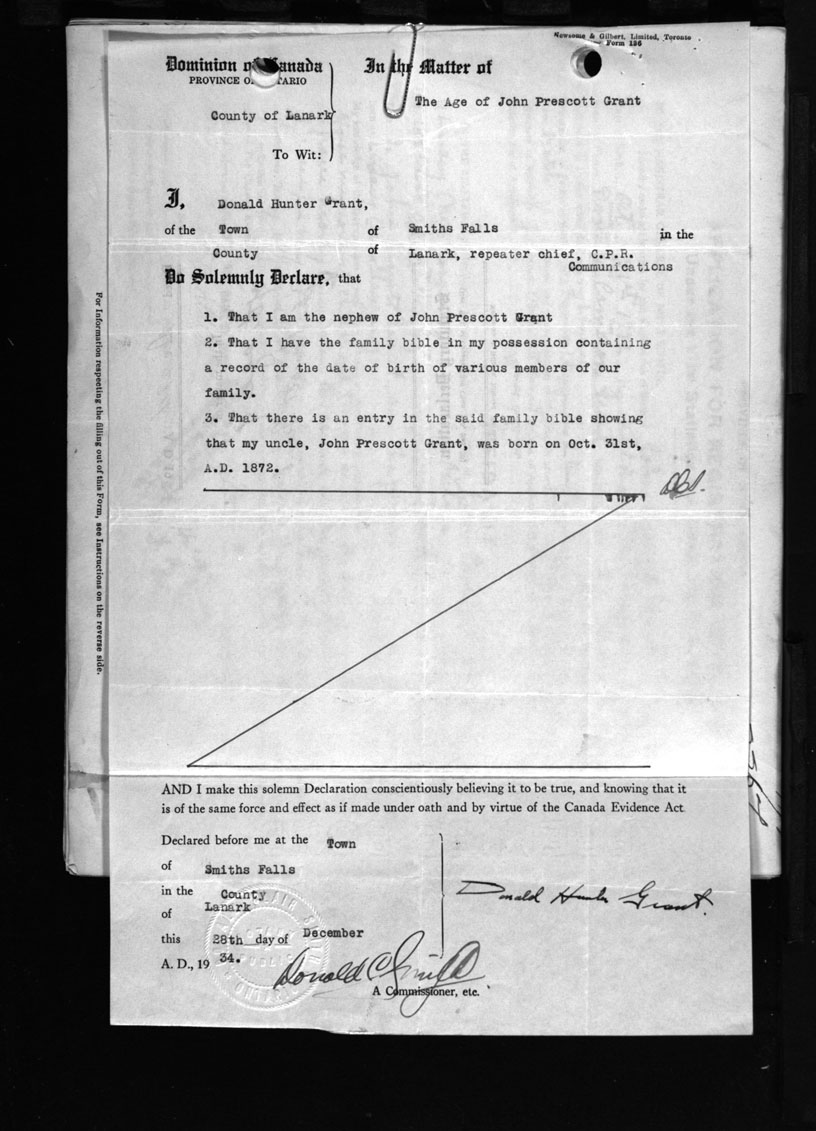 Newsome & Gilbert, Limited, Toronto
Form 156
Dominion of Canada
In the Matter of
PROVINCE O TARIO
The Age of John Prescott Grant
County of Lanark
To Wit:
I, Donald Hunter Grant,
of the Town of Smiths Falls in the
County of Lanark, repeater chief, C.P.R.
Communications
Do Solemnly Declare, that
1. That I am the nephew of John Prescott Grant
2. That I have the family bible in my possession containing
a record of the date of birth of various members of our
family.
3. That there is an entry in the said family bible showing
that my uncle, John Prescott Grant, was born on Oct. 31st,
A.D. 1872.
For Information respecting the filling out of this Form, see Instructions on the reverse side.
AND I make this solemn Declaration conscientiously believing it to be true, and knowing that it
is of the same force and effect as if made under oath and by virtue of the Canada Evidence Act
Declared before me at the Town
of Smiths Falls
in the County
of Lanark
this 28th day of December
A. D., 19 34.
Donald Hunter Grant.
Donald C Smith
A Commissioner, etc.